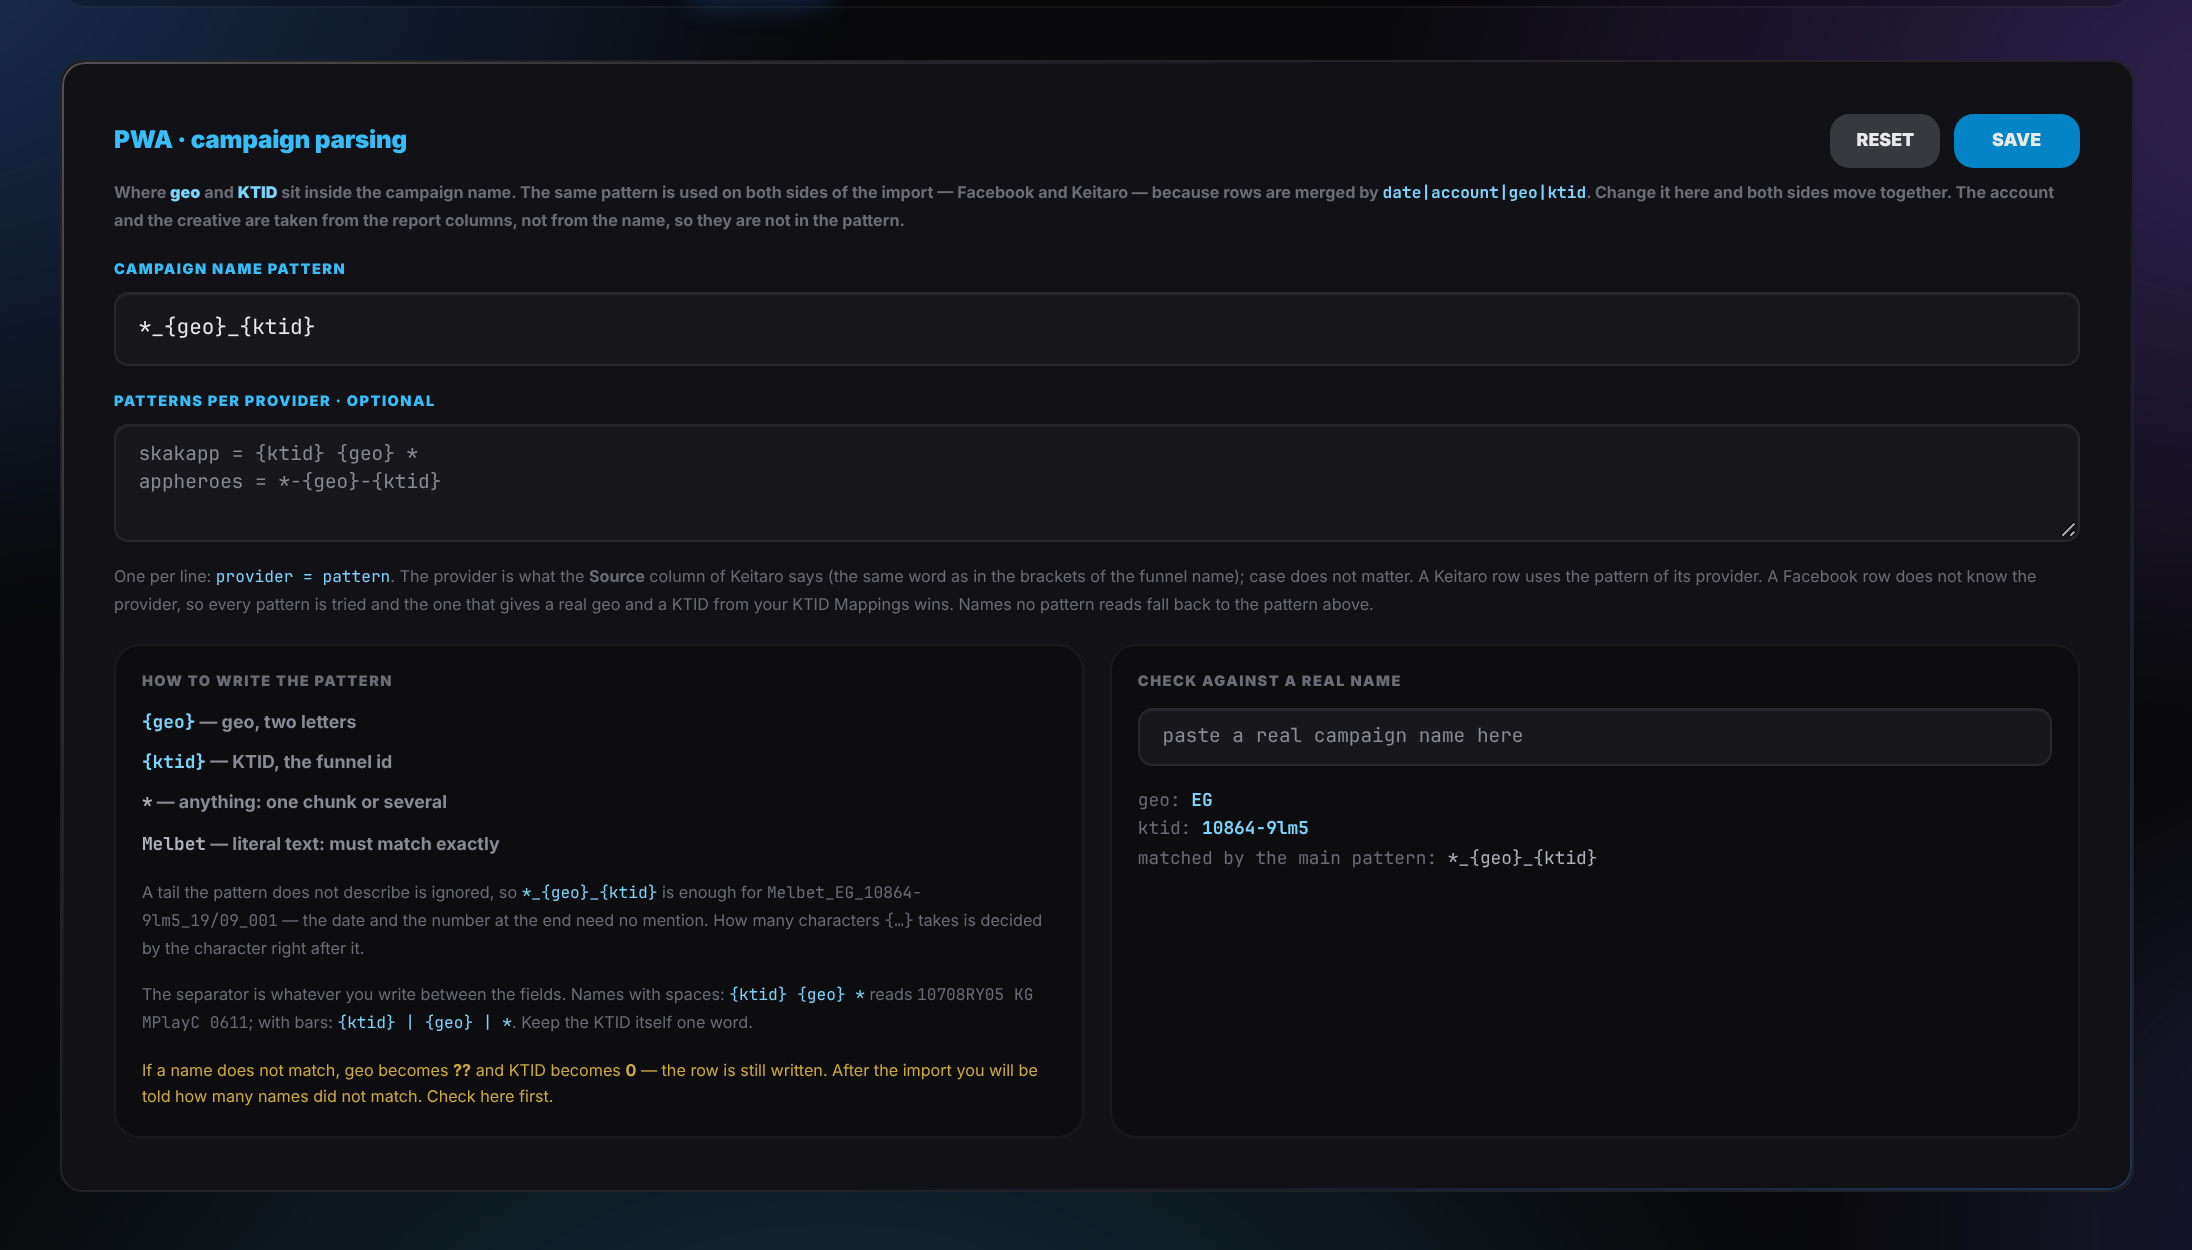 PWA · campaign parsing
RESET
SAVE
Where geo and KTID sit inside the campaign name. The same pattern is used on both sides of the import — Facebook and Keitaro — because rows are merged by date|account|geo|ktid. Change it here and both sides move together. The account
and the creative are taken from the report columns, not from the name, so they are not in the pattern.
CAMPAIGN NAME PATTERN
*_{geo}_{ktid}
PATTERNS PER PROVIDER · OPTIONAL
skakapp = {ktid} {geo} *
appheroes = *-{geo}-{ktid}
One per line: provider = pattern. The provider is what the Source column of Keitaro says (the same word as in the brackets of the funnel name); case does not matter. A Keitaro row uses the pattern of its provider. A Facebook row does not know the
provider, so every pattern is tried and the one that gives a real geo and a KTID from your KTID Mappings wins. Names no pattern reads fall back to the pattern above.
HOW TO WRITE THE PATTERN
{geo} — geo, two letters
{ktid} — KTID, the funnel id
* — anything: one chunk or several
Melbet — literal text: must match exactly
A tail the pattern does not describe is ignored, so *_{geo}_{ktid} is enough for Melbet_EG_10864-
9lm5_19/09_001 — the date and the number at the end need no mention. How many characters {…} takes is decided
by the character right after it.
The separator is whatever you write between the fields. Names with spaces: {ktid} {geo} * reads 10708RY05 KG
MPlayC 0611; with bars: {ktid} | {geo} | *. Keep the KTID itself one word.
If a name does not match, geo becomes ?? and KTID becomes 0 — the row is still written. After the import you will be
told how many names did not match. Check here first.
CHECK AGAINST A REAL NAME
paste a real campaign name here
geo: EG
ktid: 10864-9lm5
matched by the main pattern: *_{geo}_{ktid}